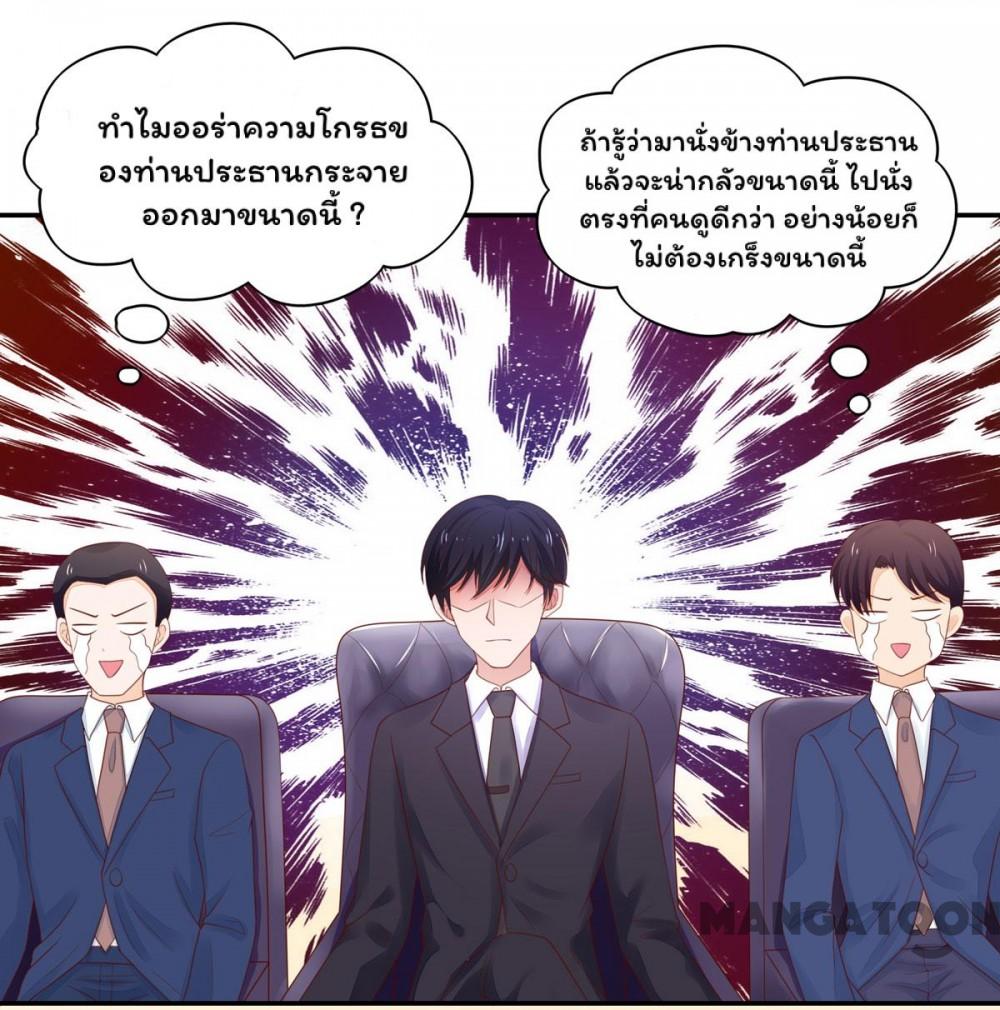 ทำไมออร่าความโกรธข
องท่านประธานกระจาย
ออกมาขนาดนี้ ?
ถ้ารู้ว่ามานั่งข้างท่านประธาน
แล้วจะน่ากลัวขนาดนี้ ไปนั่ง
ตรงที่คนดูดีกว่า อย่างน้อยก็
ไม่ต้องเกร็งขนาดนี้
MANGATOON